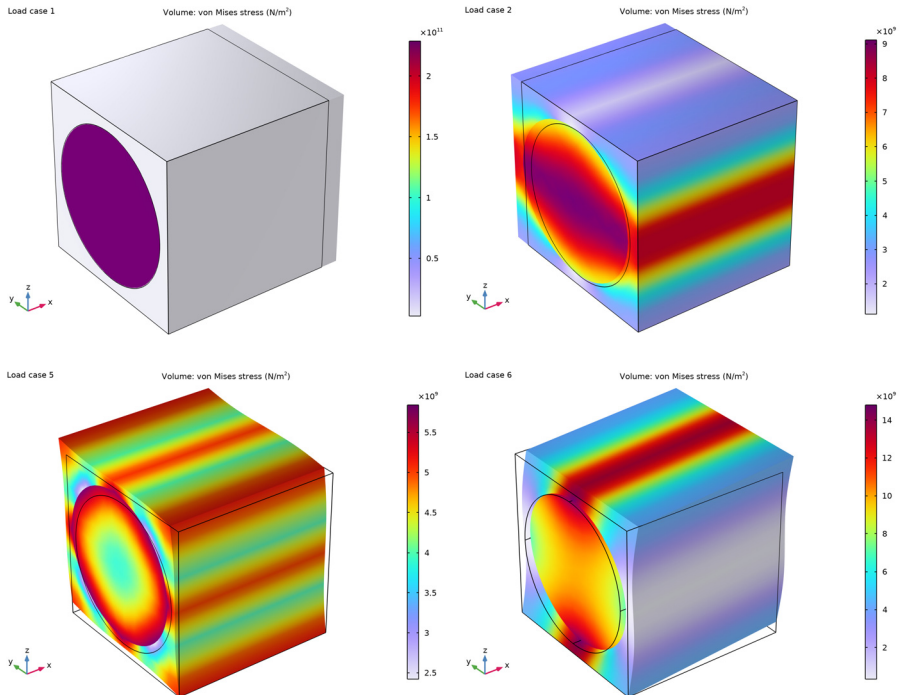 Load case 1 Volume: von Mises stress (N/m²)
×10¹¹
2
1.5
1
0.5
z
y x
Load case 2 Volume: von Mises stress (N/m²)
×10⁹
9
8
7
6
5
4
3
2
z
y x
Load case 5 Volume: von Mises stress (N/m²)
×10⁹
5.5
5
4.5
4
3.5
3
2.5
z
y x
Load case 6 Volume: von Mises stress (N/m²)
×10⁹
14
12
10
8
6
4
2
z
y x